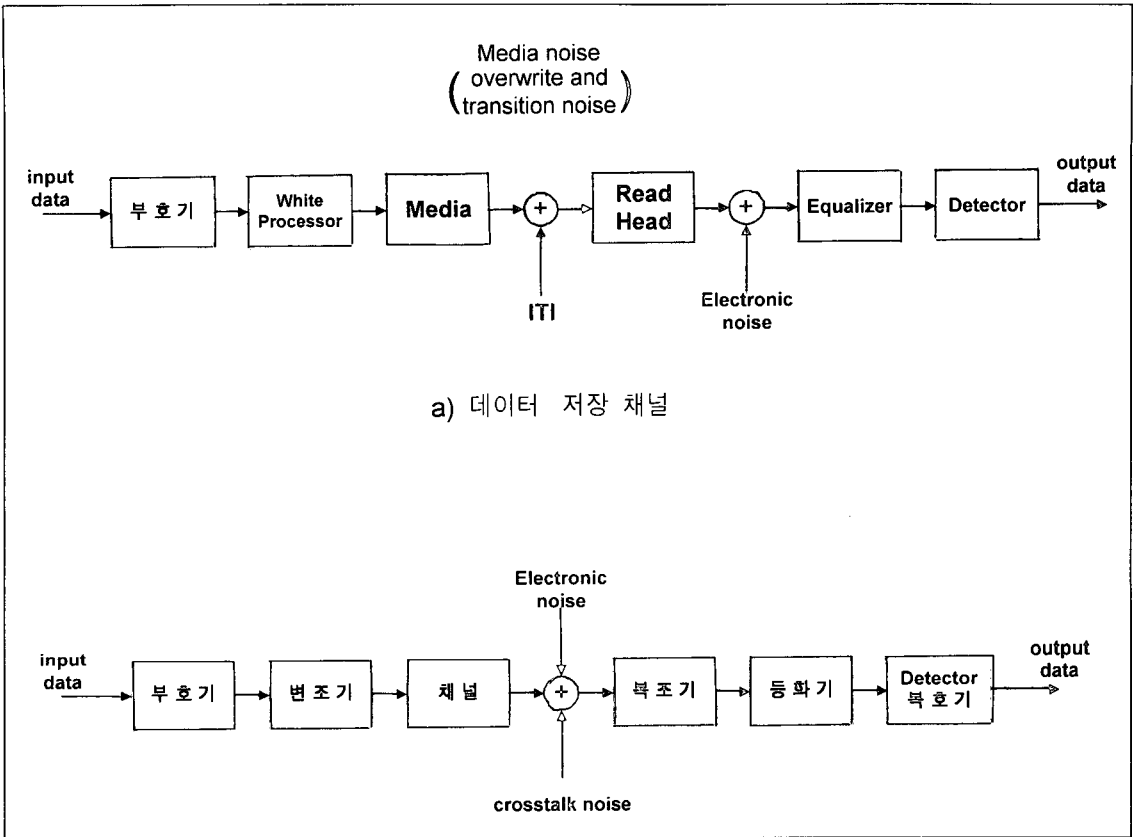 Media noise
( overwrite and )
transition noise
input
data
부호기
White
Processor
Media
+
ITI
Read
Head
+
Electronic
noise
Equalizer
Detector
output
data
a) 데이터 저장 채널
Electronic
noise
input
data
부호기
변조기
채널
+
crosstalk noise
복조기
등화기
Detector
복호기
output
data